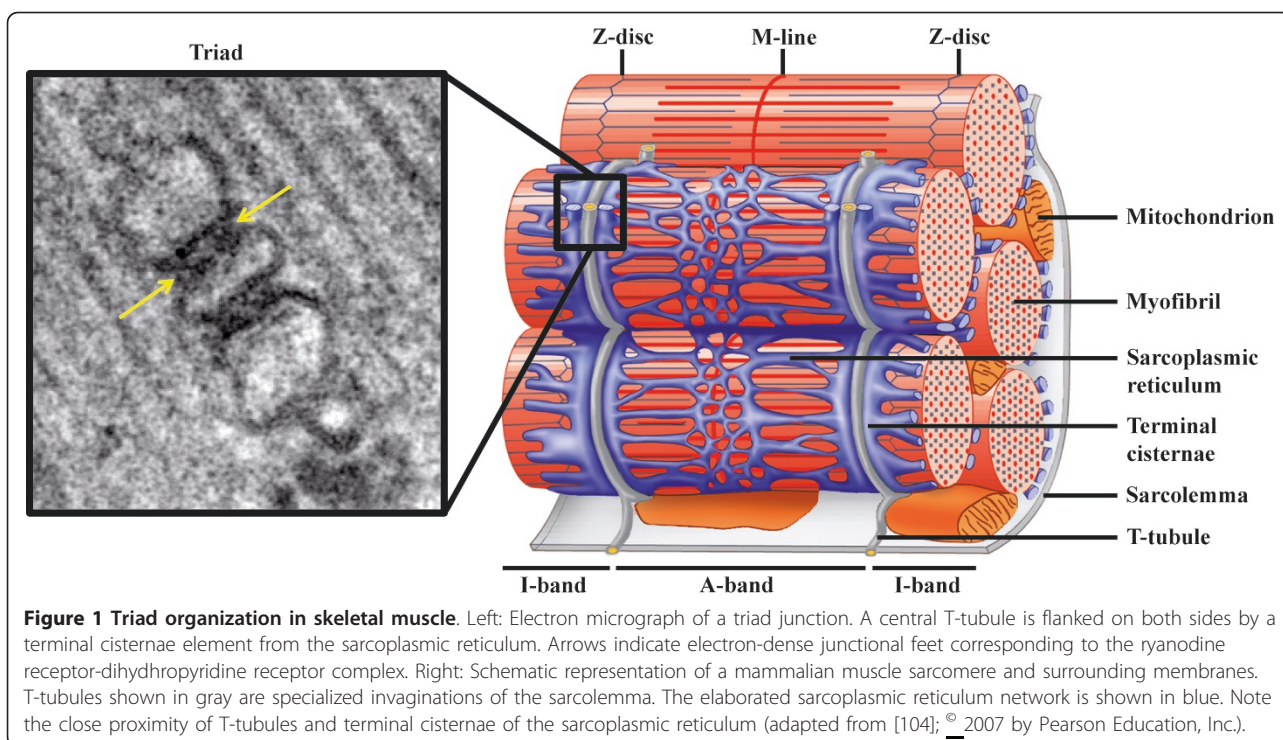 Triad
Z-disc
M-line
Z-disc
Mitochondrion
Myofibril
Sarcoplasmic
reticulum
Terminal
cisternae
Sarcolemma
T-tubule
I-band
A-band
I-band
Figure 1 Triad organization in skeletal muscle. Left: Electron micrograph of a triad junction. A central T-tubule is flanked on both sides by a
terminal cisternae element from the sarcoplasmic reticulum. Arrows indicate electron-dense junctional feet corresponding to the ryanodine
receptor-dihydhropyridine receptor complex. Right: Schematic representation of a mammalian muscle sarcomere and surrounding membranes.
T-tubules shown in gray are specialized invaginations of the sarcolemma. The elaborated sarcoplasmic reticulum network is shown in blue. Note
the close proximity of T-tubules and terminal cisternae of the sarcoplasmic reticulum (adapted from [104]; © 2007 by Pearson Education, Inc.).